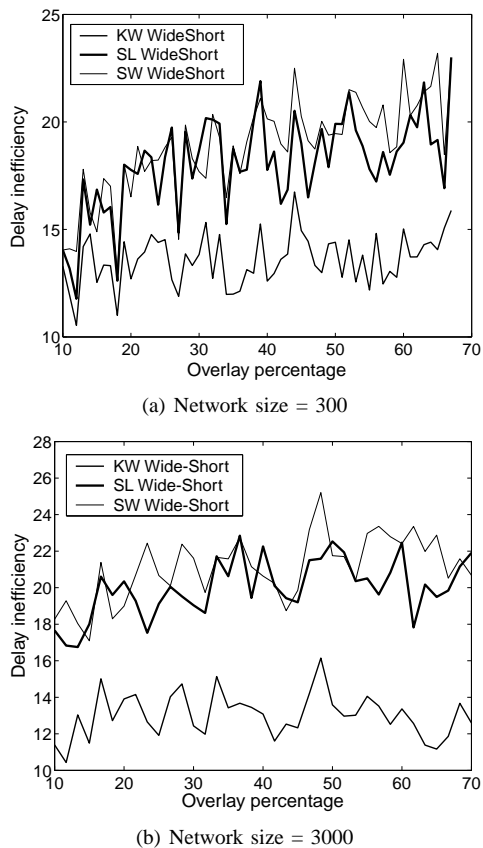 25
20
15
10
Delay inefficiency
KW WideShort
SL WideShort
SW WideShort
10 20 30 40 50 60 70
Overlay percentage
(a) Network size = 300
28
26
24
22
20
18
16
14
12
10
Delay inefficiency
KW Wide-Short
SL Wide-Short
SW Wide-Short
10 20 30 40 50 60 70
Overlay percentage
(b) Network size = 3000